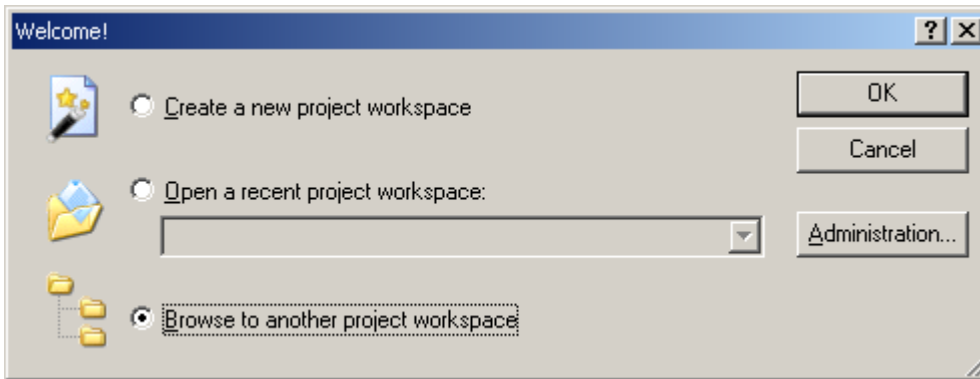 Welcome!
Create a new project workspace
OK
Cancel
Open a recent project workspace:
Administration...
Browse to another project workspace